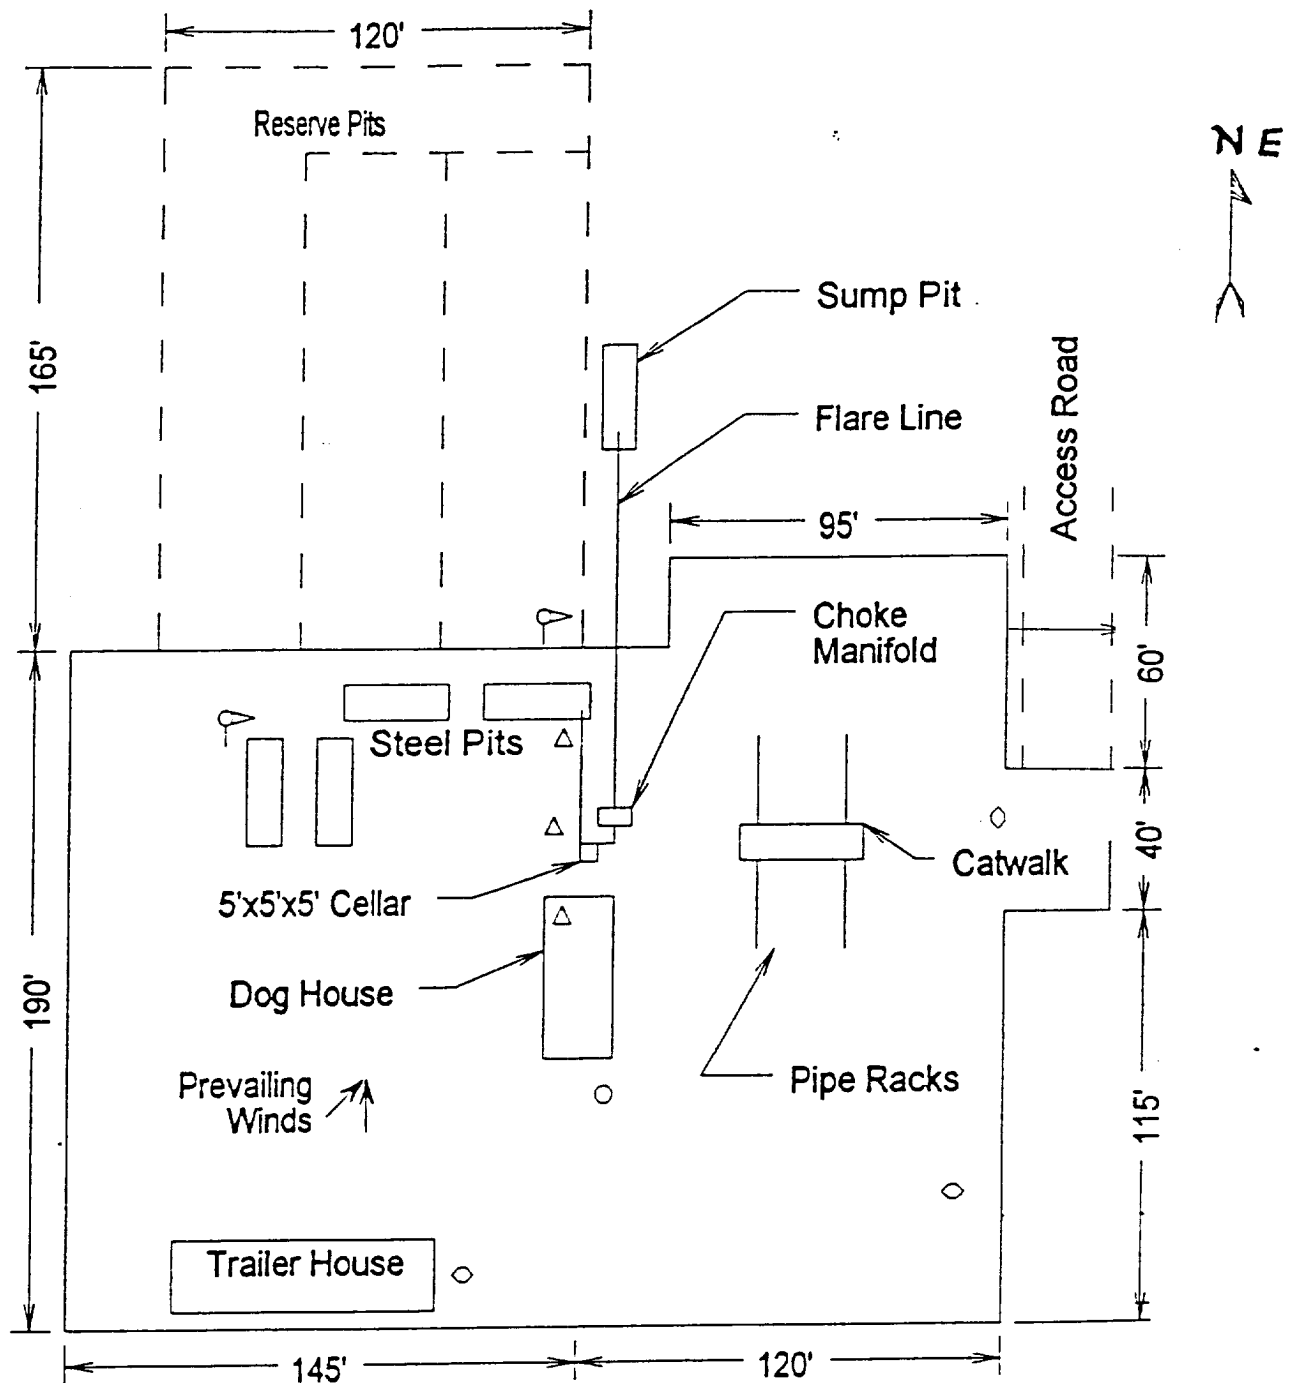 120'
Reserve Pits
N E
Sump Pit
165'
Flare Line
Access Road
95'
Choke
Manifold
60'
Steel Pits
40'
Catwalk
5'x5'x5' Cellar
Dog House
190'
Prevailing
Winds
Pipe Racks
115'
Trailer House
145'
120'